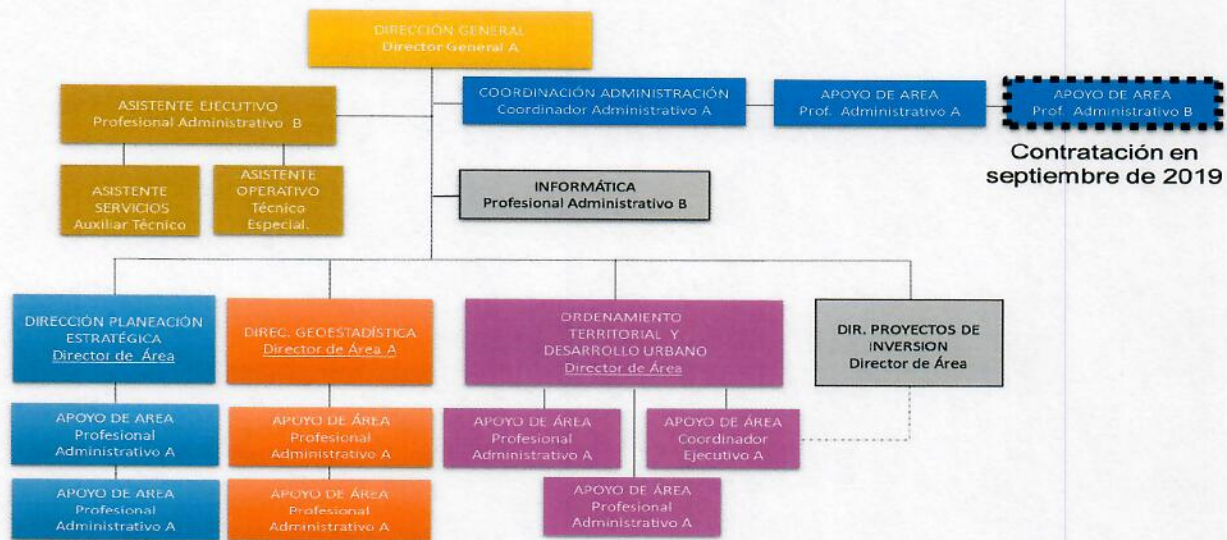 DIRECCIÓN GENERAL
Director General A
COORDINACIÓN ADMINISTRACIÓN
Coordinador Administrativo A
APOYO DE AREA
Prof. Administrativo A
APOYO DE AREA
Prof. Administrativo B
Contratación en
septiembre de 2019
ASISTENTE EJECUTIVO
Profesional Administrativo B
ASISTENTE
SERVICIOS
Auxiliar Técnico
ASISTENTE
OPERATIVO
Técnico
Especial.
INFORMÁTICA
Profesional Administrativo B
DIRECCIÓN PLANEACIÓN
ESTRATÉGICA
Director de Área
DIREC. GEOESTADÍSTICA
Director de Área A
ORDENAMIENTO
TERRITORIAL Y
DESARROLLO URBANO
Director de Área
DIR. PROYECTOS DE
INVERSION
Director de Área
APOYO DE AREA
Profesional
Administrativo A
APOYO DE ÁREA
Profesional
Administrativo A
APOYO DE ÁREA
Profesional
Administrativo A
APOYO DE ÁREA
Coordinador
Ejecutivo A
APOYO DE AREA
Profesional
Administrativo A
APOYO DE ÁREA
Profesional
Administrativo A
APOYO DE ÁREA
Profesional
Administrativo A